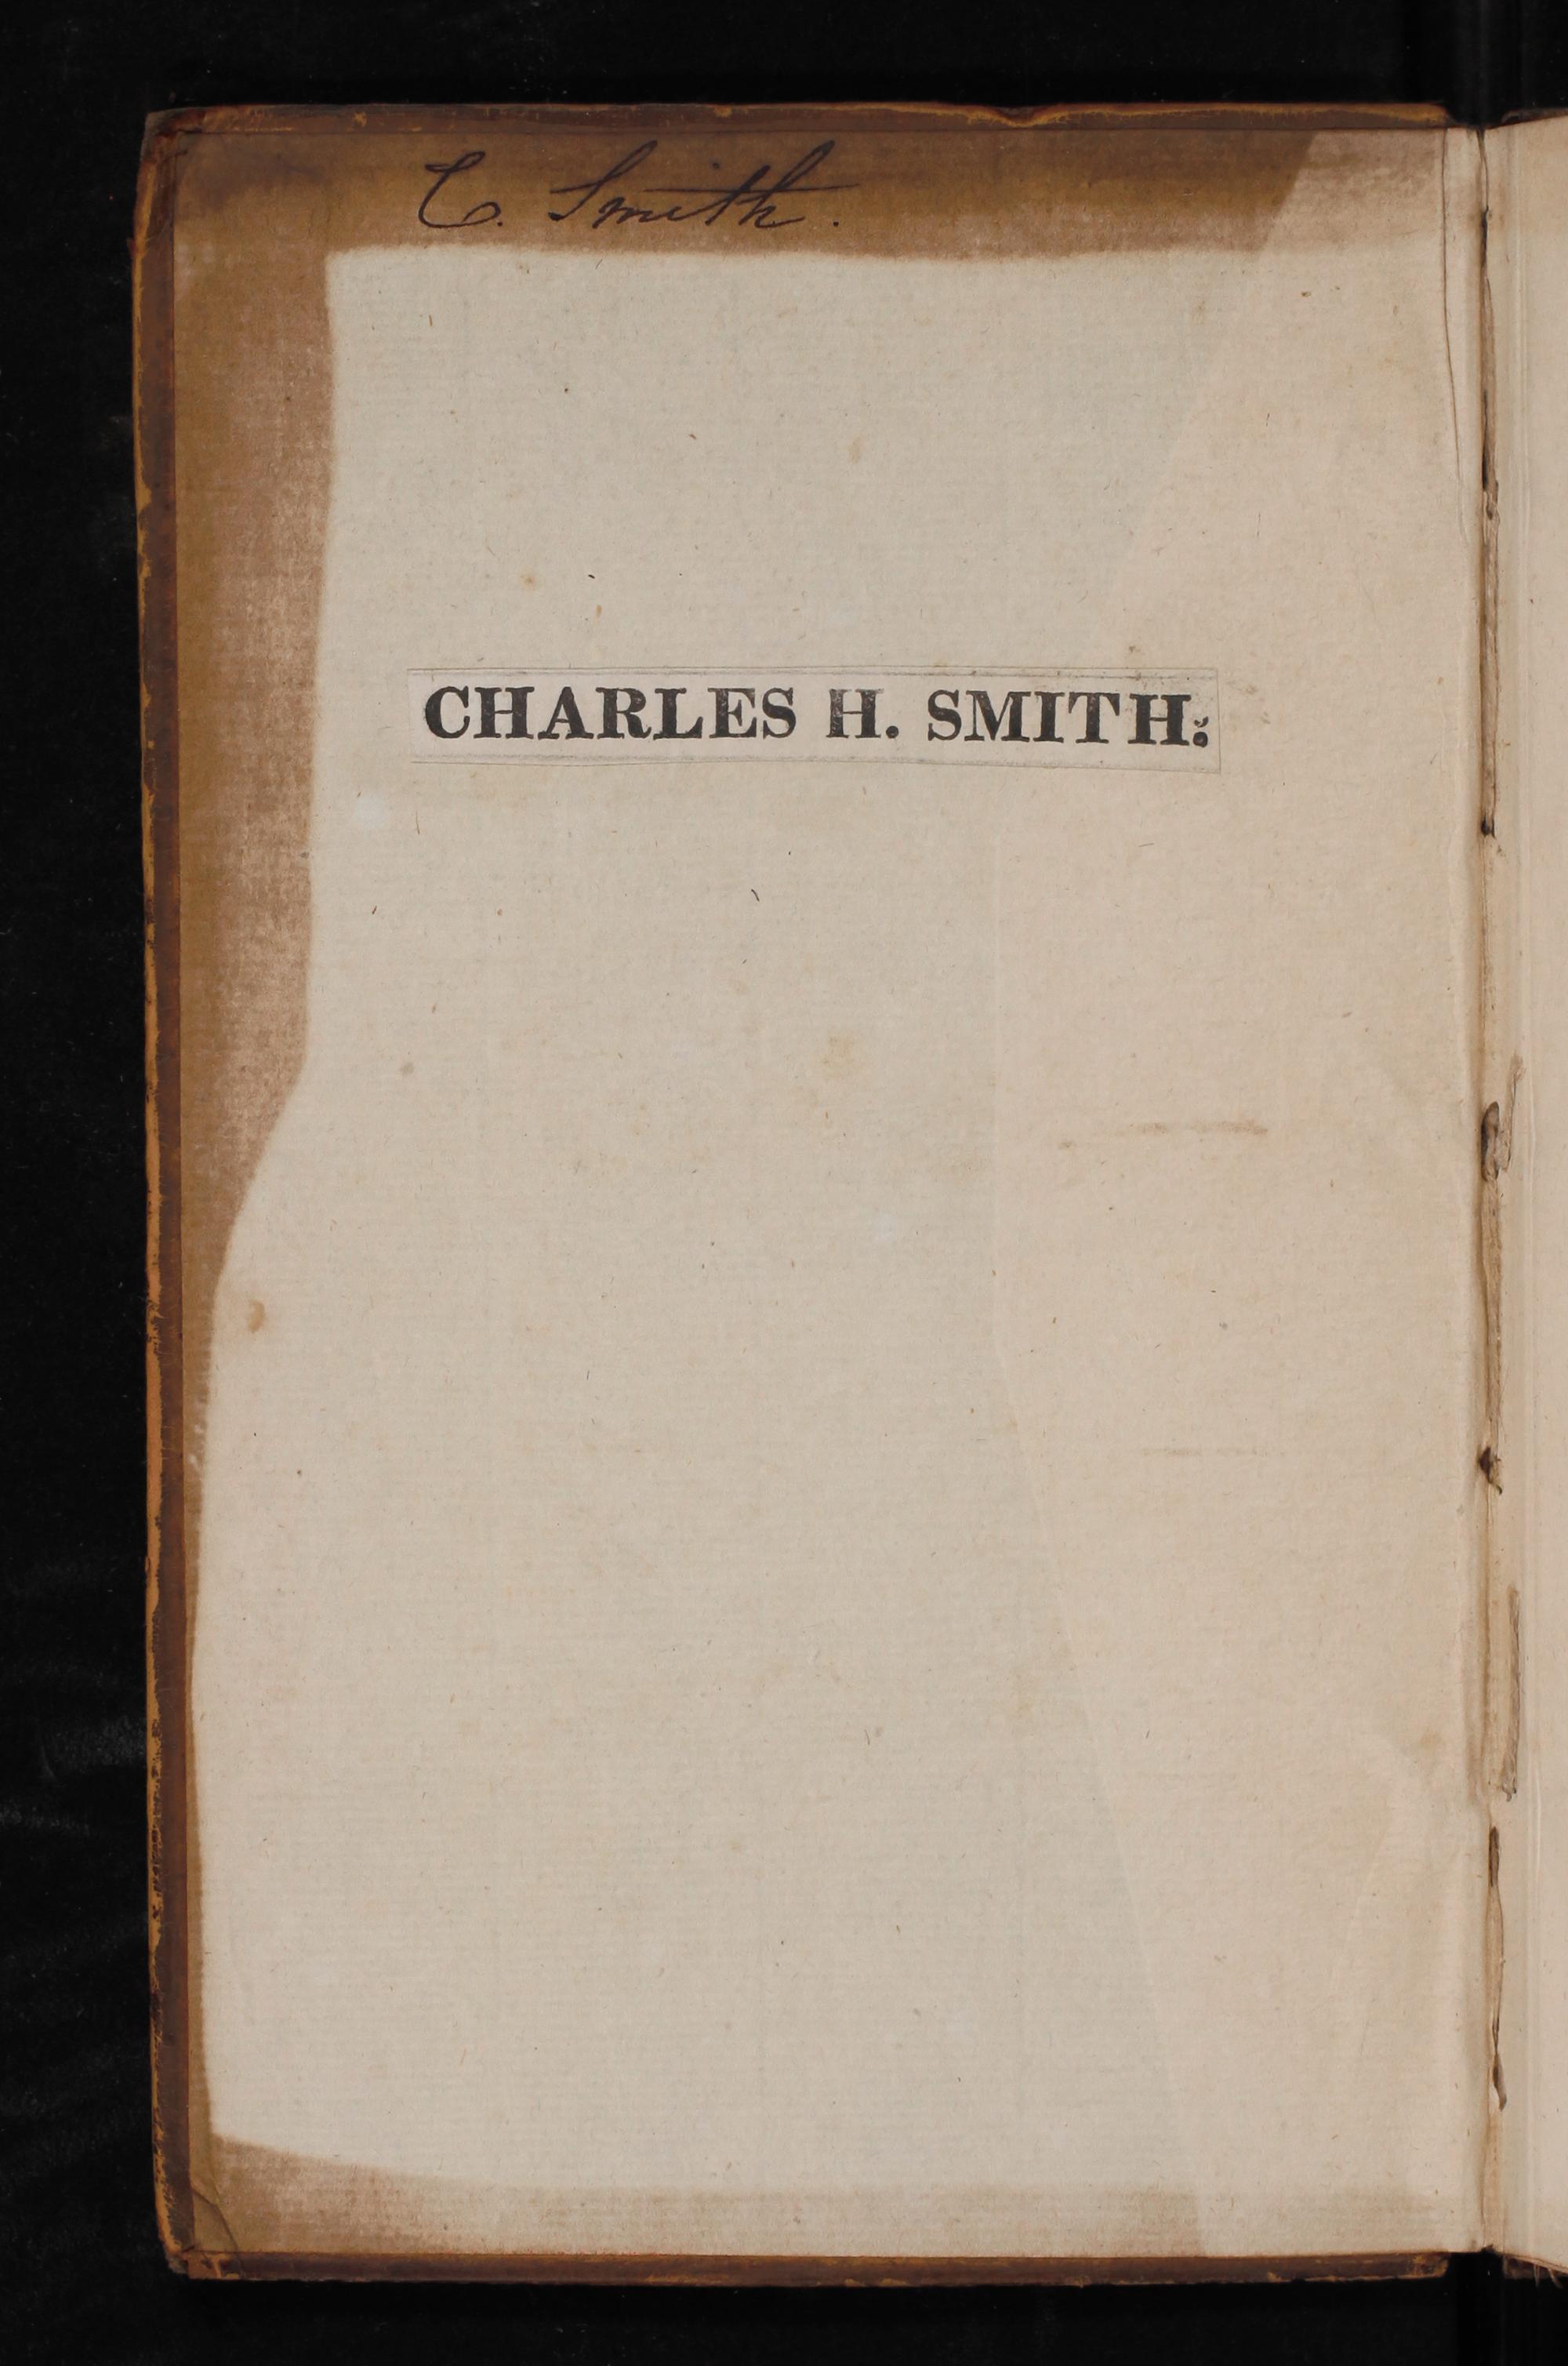 C. Smith.
CHARLES H. SMITH.